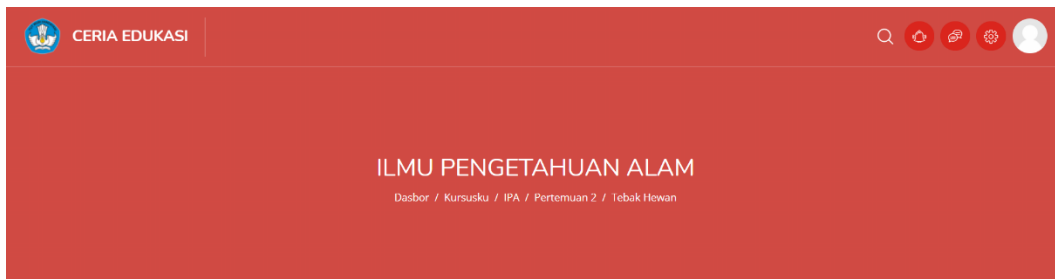 CERIA EDUKASI
ILMU PENGETAHUAN ALAM
Dasbor / Kursusku / IPA / Pertemuan 2 / Tebak Hewan